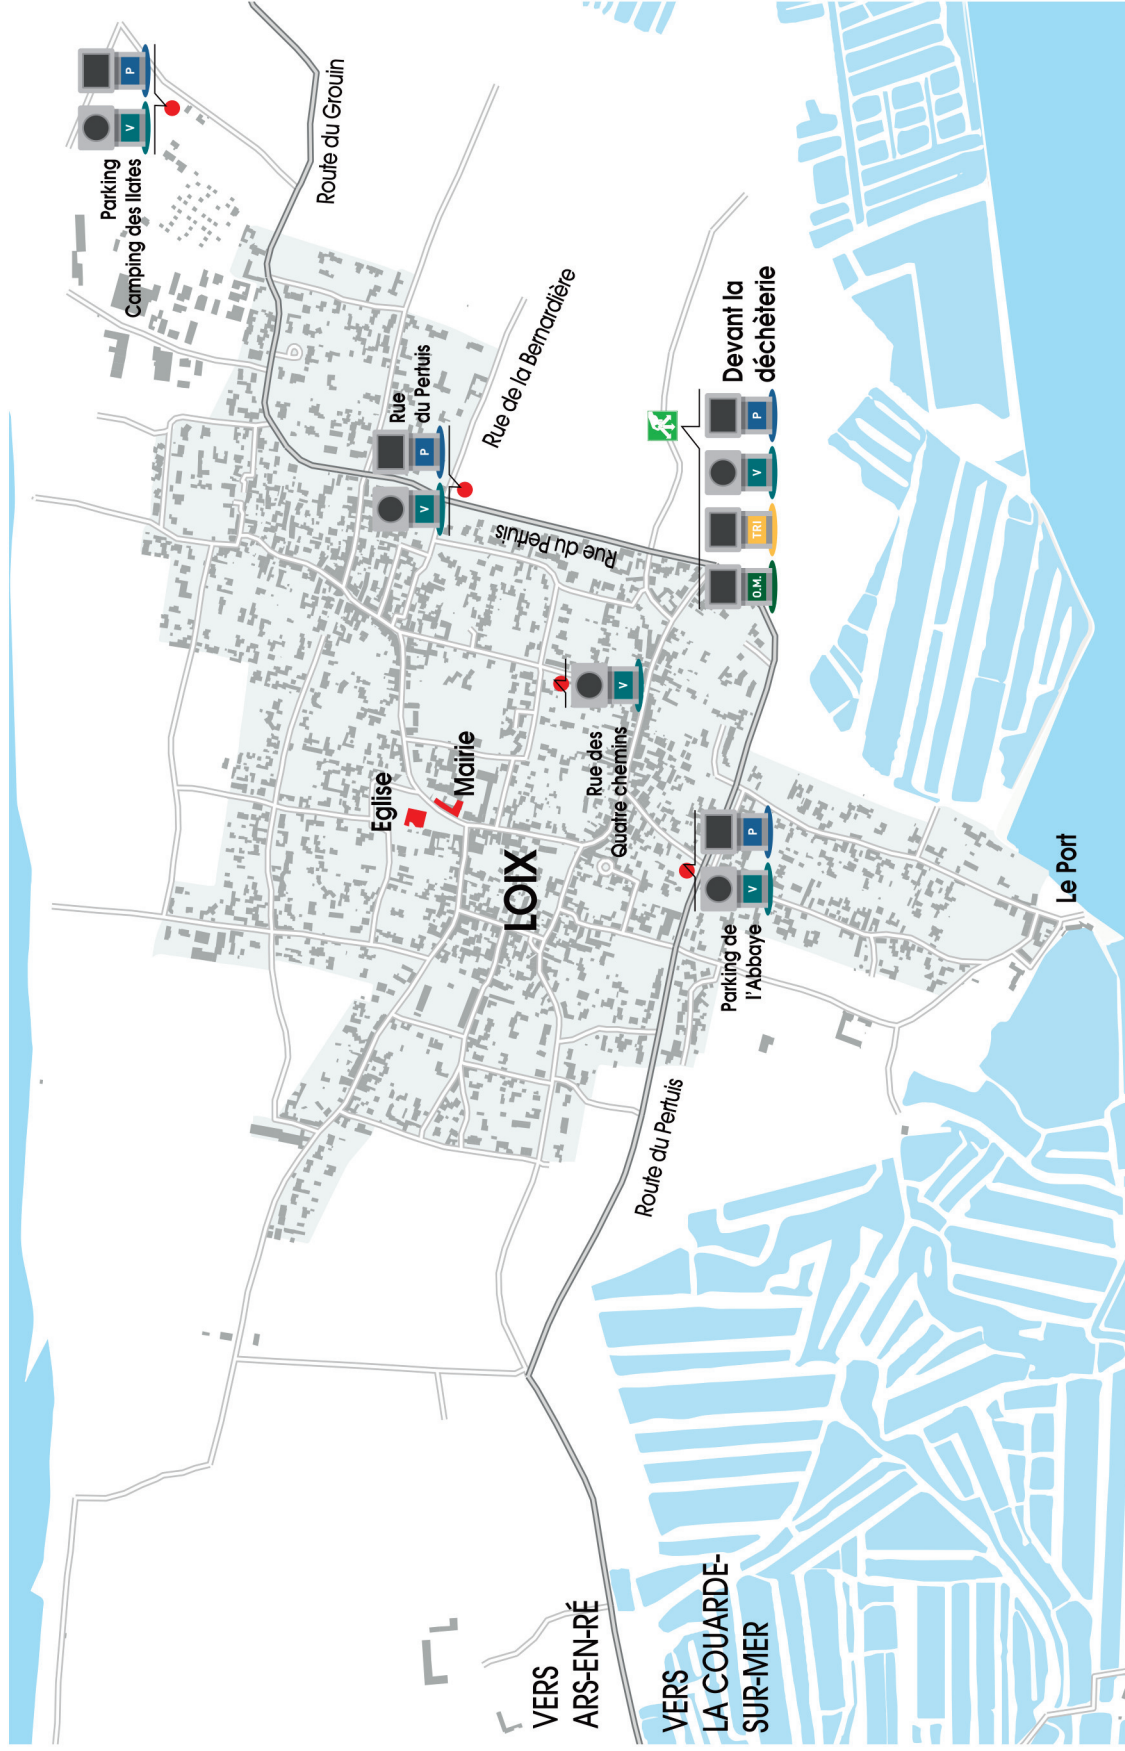 Parking
Camping des Ilates
V
P
Route du Grouin
Rue
du Pertuis
V
P
Rue de la Bernardière
Rue du Pertuis
Devant la
déchèterie
O.M.
TRI
V
P
Eglise
Mairie
LOIX
Rue des
Quatre chemins
V
Parking de
l'Abbaye
V
P
Le Port
Route du Pertuis
VERS
ARS-EN-RÉ
VERS
LA COUARDE-
SUR-MER